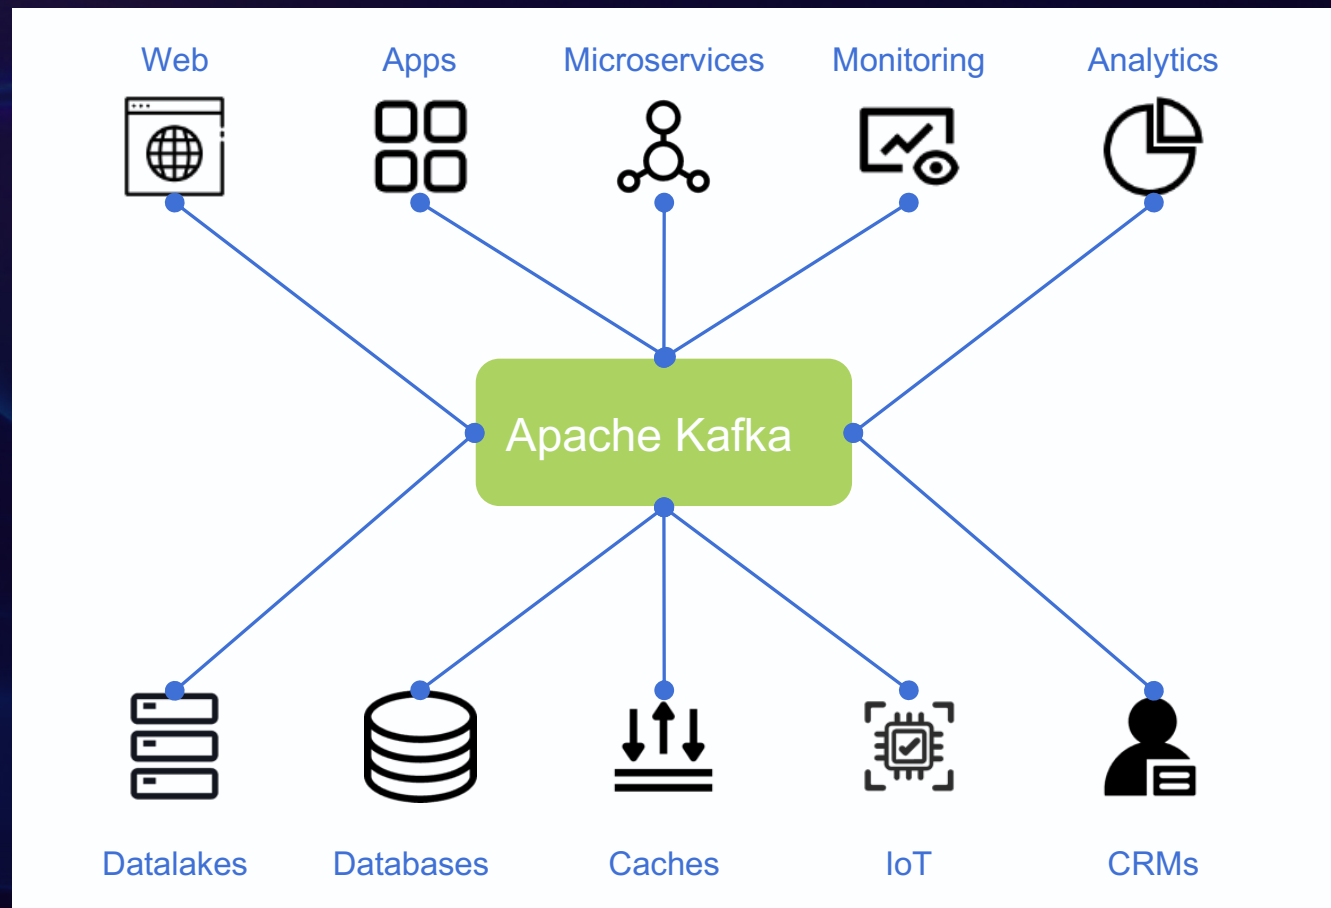 Web
Apps
Microservices
Monitoring
Analytics
Apache Kafka
Datalakes
Databases
Caches
IoT
CRMs